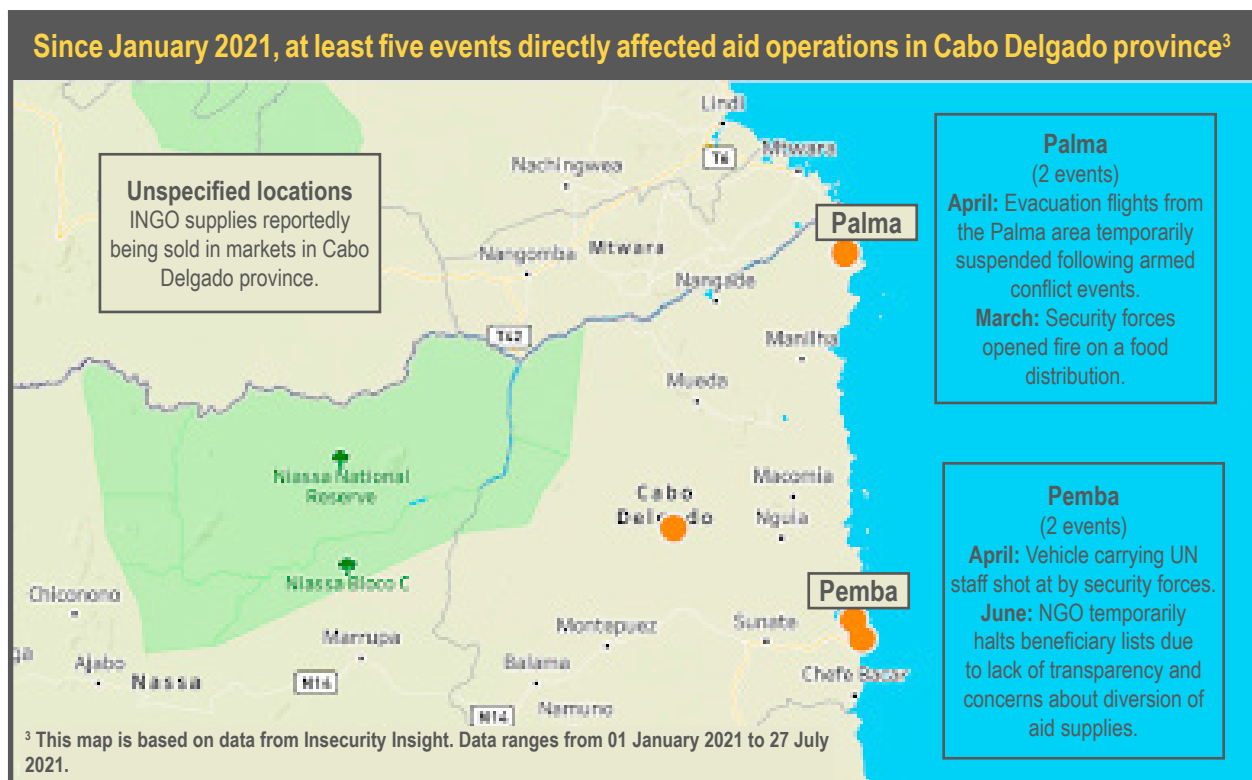 Since January 2021, at least five events directly affected aid operations in Cabo Delgado province³
Unspecified locations
INGO supplies reportedly
being sold in markets in Cabo
Delgado province.
Palma
(2 events)
April: Evacuation flights from
the Palma area temporarily
suspended following armed
conflict events.
March: Security forces
opened fire on a food
distribution.
Pemba
(2 events)
April: Vehicle carrying UN
staff shot at by security forces.
June: NGO temporarily
halts beneficiary lists due
to lack of transparency and
concerns about diversion of
aid supplies.
Lindi
T6
Mtwara
Nachingwea
Palma
Nangomba
Mtwara
Nangade
T42
Manilha
Mueda
Niassa National
Reserve
Cabo
Delgado
Macomia
Nguia
Niassa Bloco C
Chiconono
Pemba
Montepuez
Sunate
Marrupa
Ajabo
Nassa
N14
Balama
Chefe Bacar
N14
Namuno
³ This map is based on data from Insecurity Insight. Data ranges from 01 January 2021 to 27 July
2021.